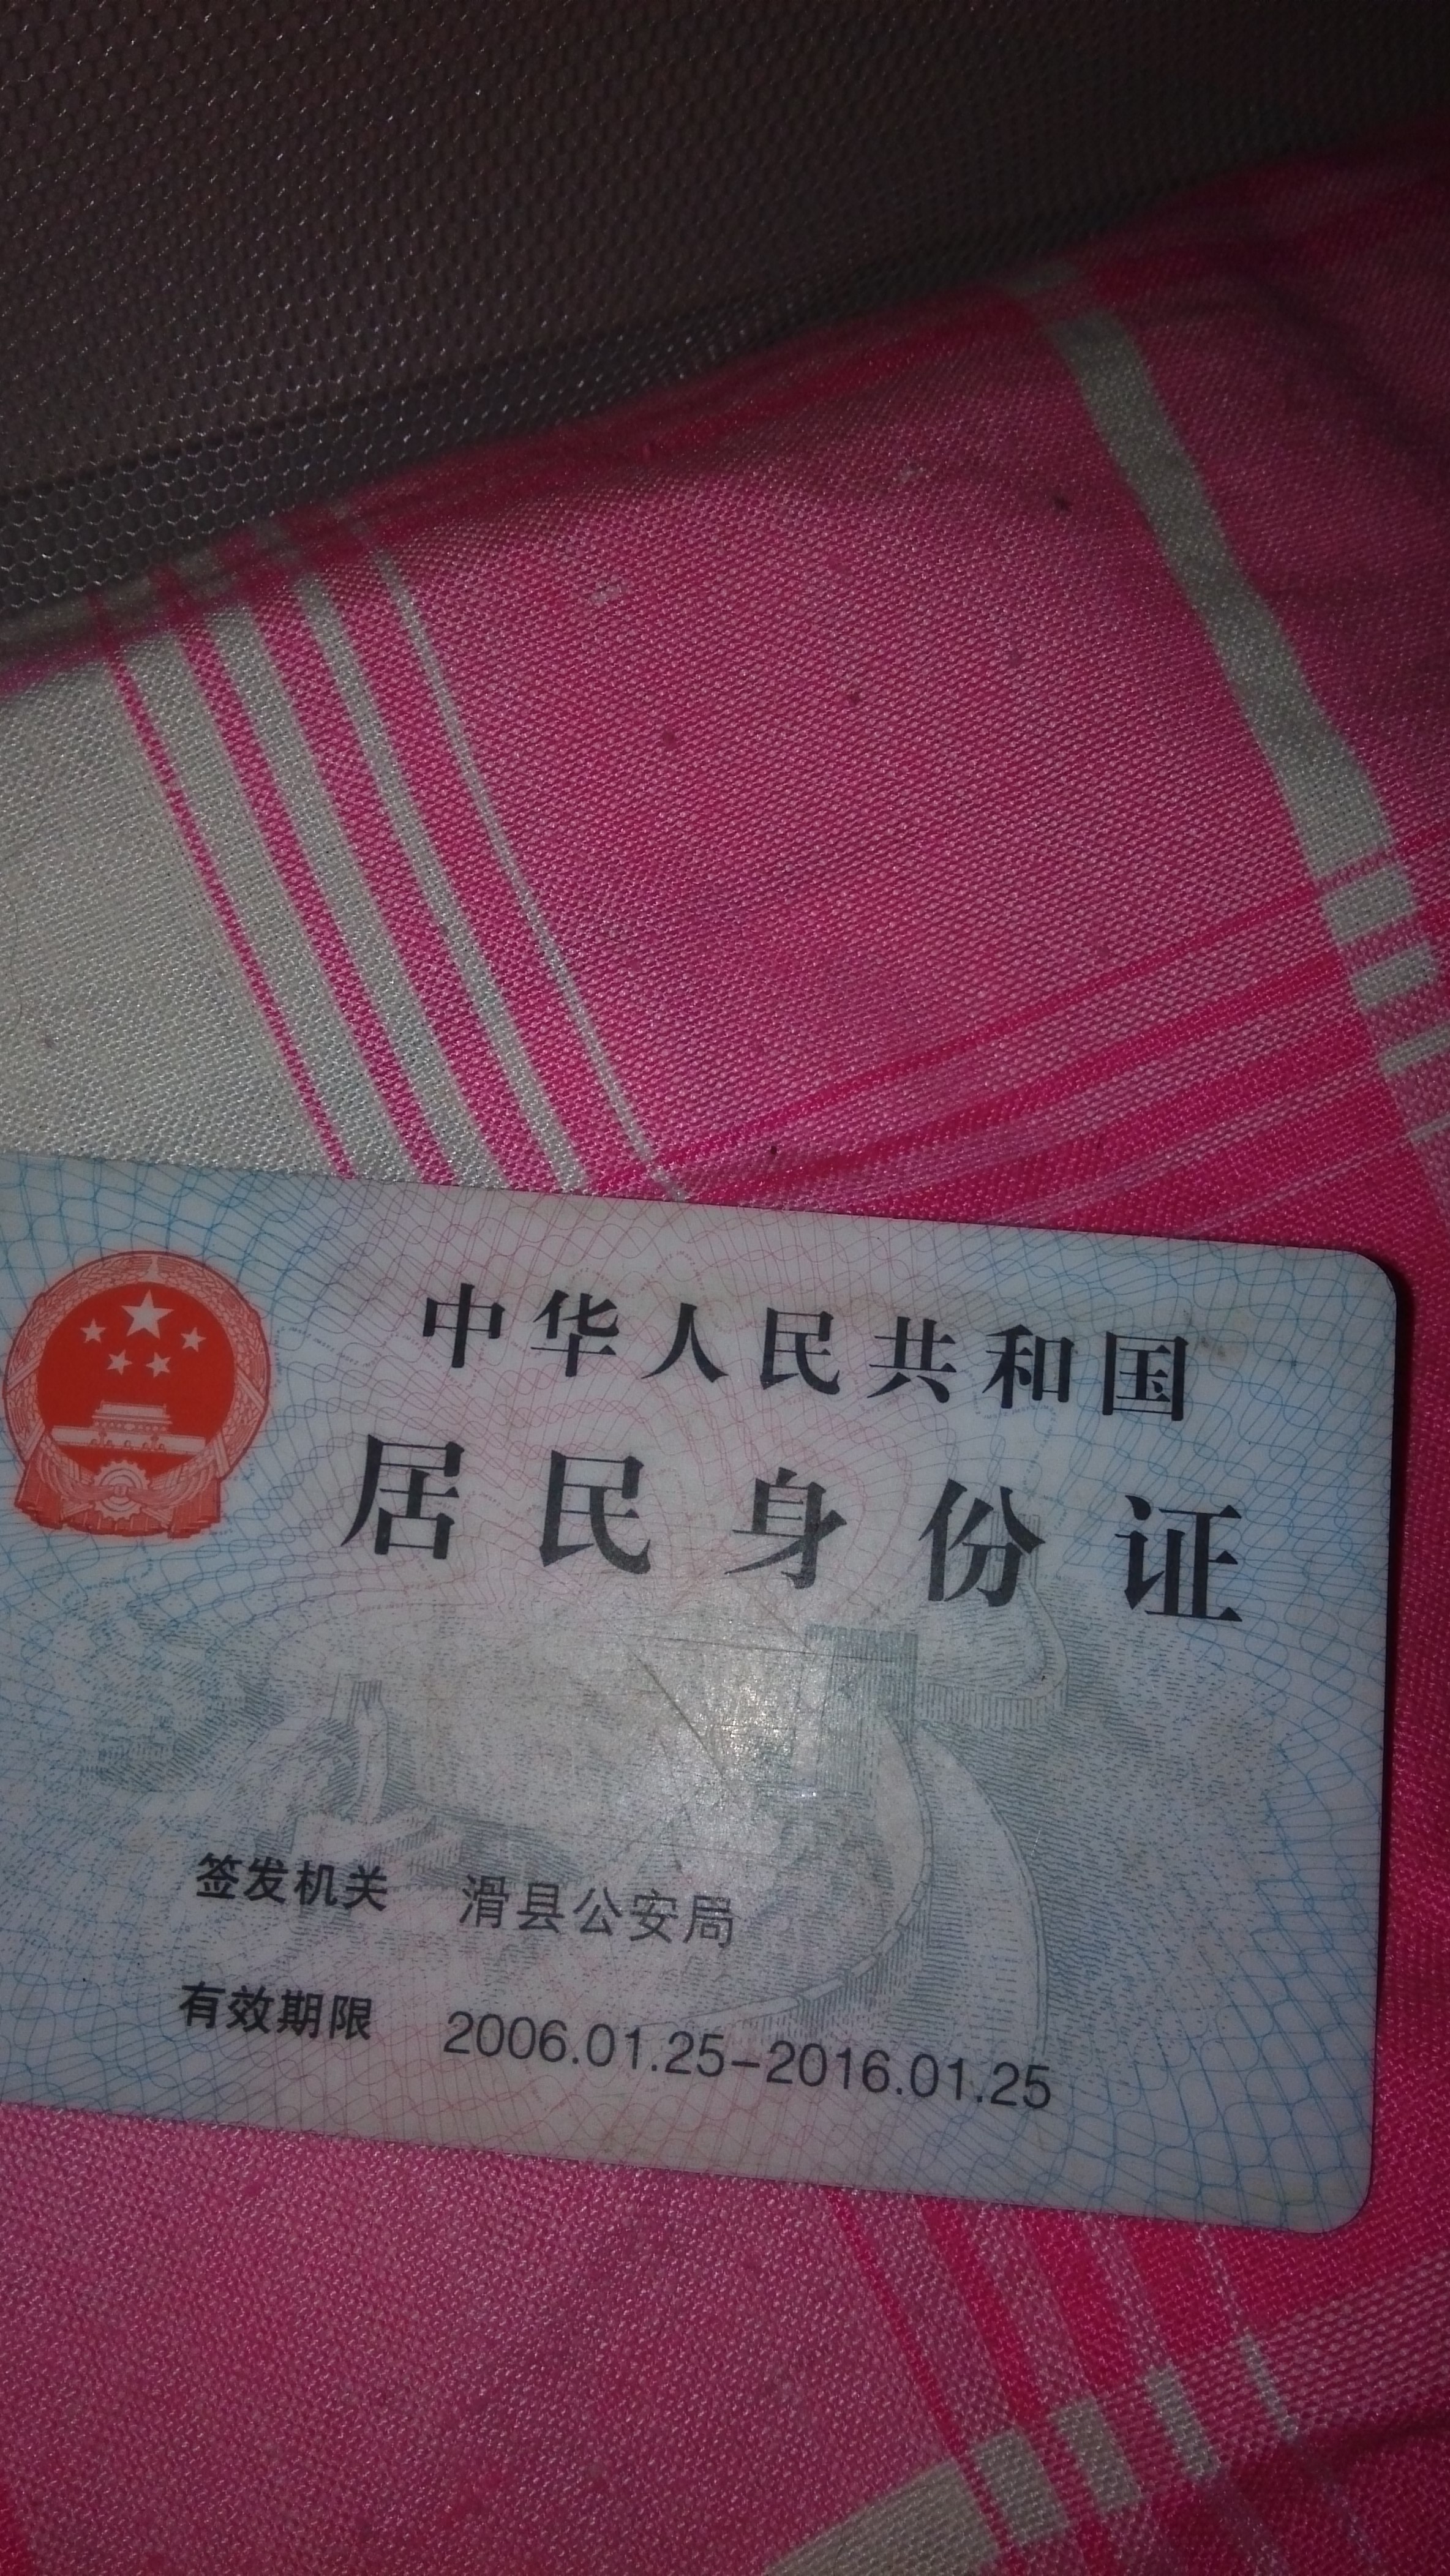 中华人民共和国
居民身份证
签发机关 滑县公安局
有效期限 2006.01.25-2016.01.25